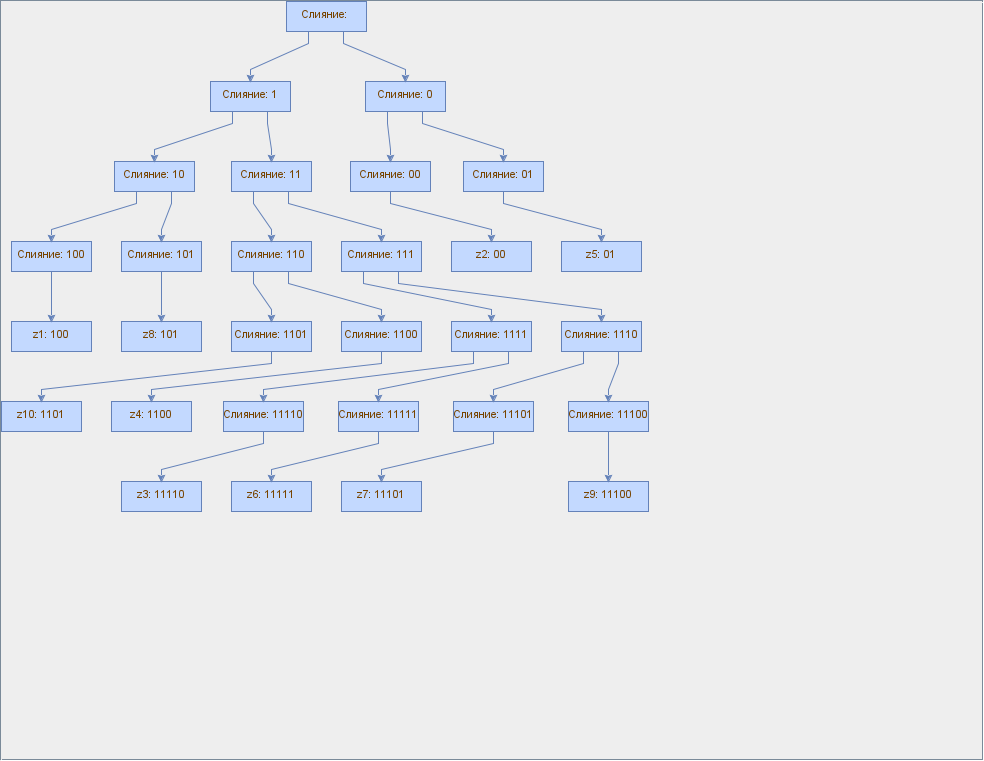 Слияние:
Слияние: 1
Слияние: 0
Слияние: 10
Слияние: 11
Слияние: 00
Слияние: 01
Слияние: 100
Слияние: 101
Слияние: 110
Слияние: 111
z2: 00
z5: 01
z1: 100
z8: 101
Слияние: 1101
Слияние: 1100
Слияние: 1111
Слияние: 1110
z10: 1101
z4: 1100
Слияние: 11110
Слияние: 11111
Слияние: 11101
Слияние: 11100
z3: 11110
z6: 11111
z7: 11101
z9: 11100